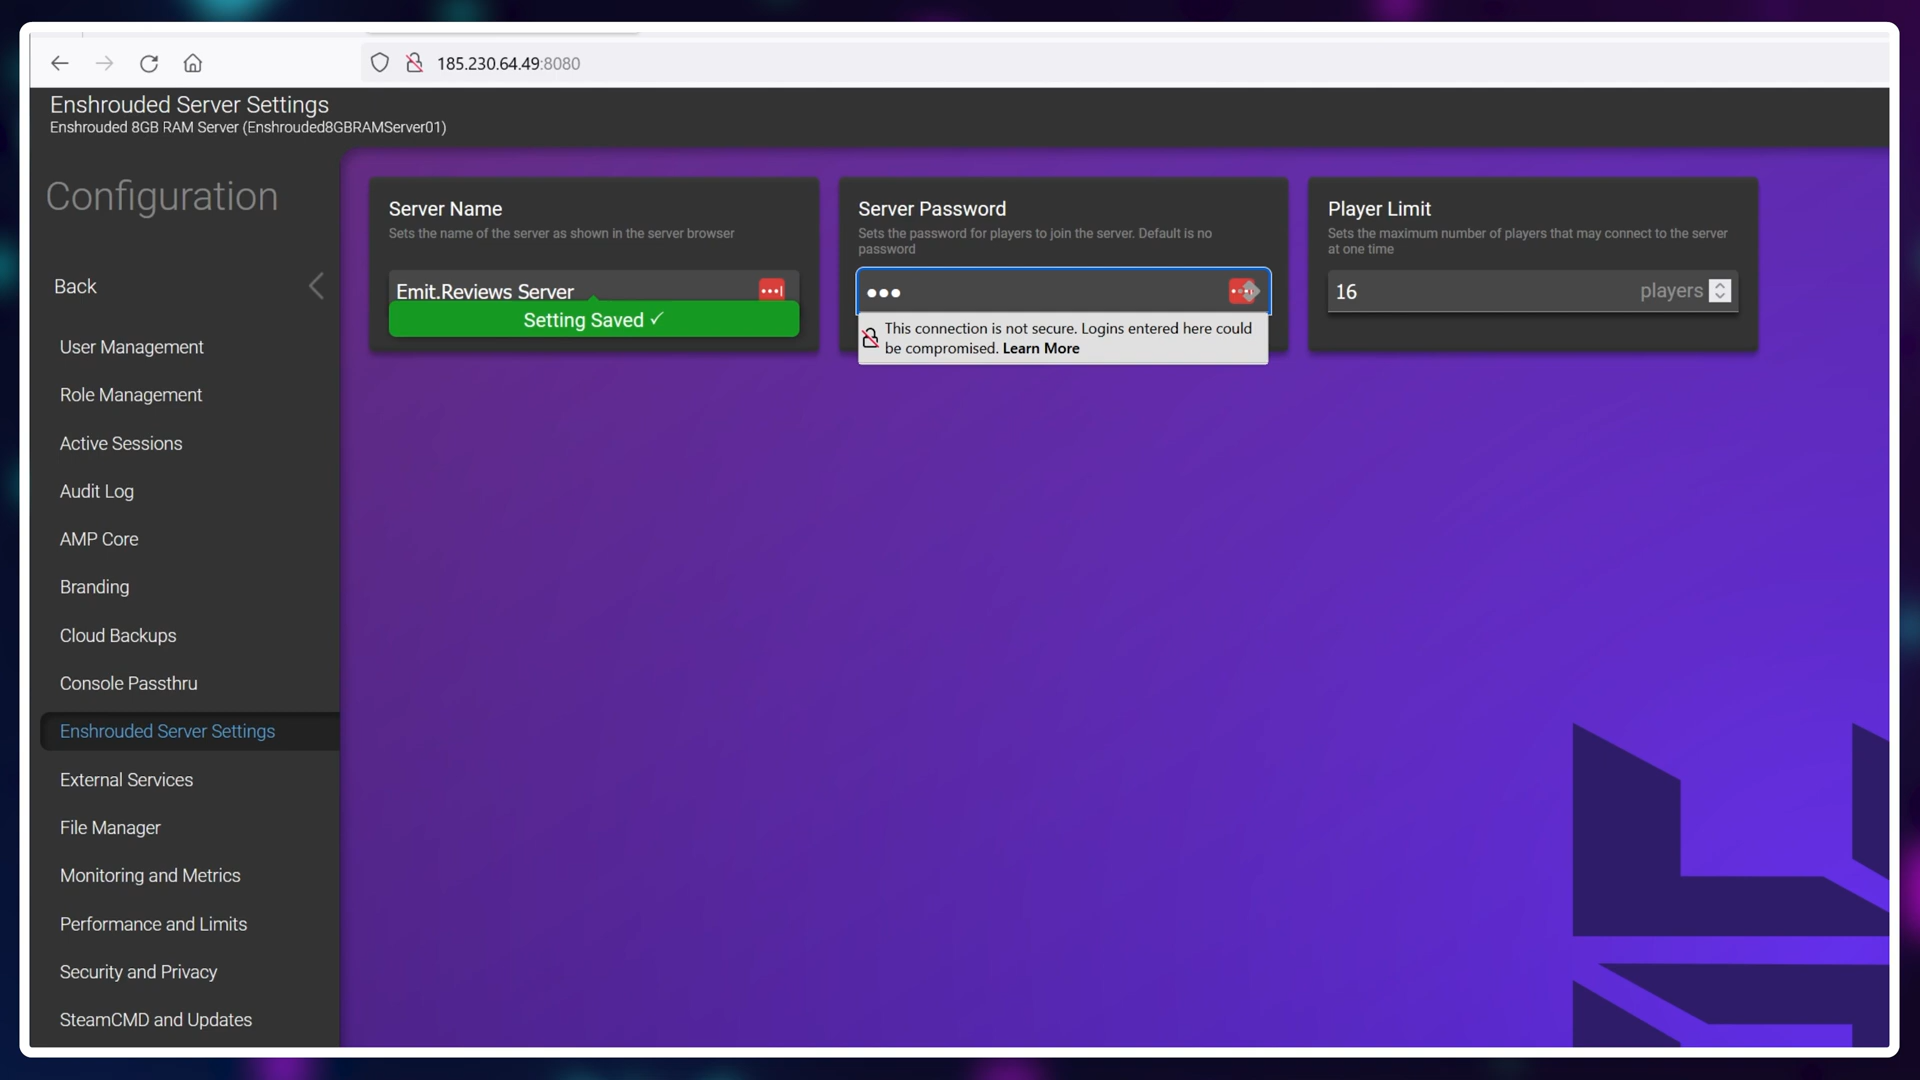 185.230.64.49:8080
Enshrouded Server Settings
Enshrouded 8GB RAM Server (Enshrouded8GBRAMServer01)
Configuration
Back
User Management
Role Management
Active Sessions
Audit Log
AMP Core
Branding
Cloud Backups
Console Passthru
Enshrouded Server Settings
External Services
File Manager
Monitoring and Metrics
Performance and Limits
Security and Privacy
SteamCMD and Updates
Server Name
Sets the name of the server as shown in the server browser
Emit.Reviews Server
Setting Saved ✓
Server Password
Sets the password for players to join the server. Default is no
password
●●●
This connection is not secure. Logins entered here could
be compromised. Learn More
Player Limit
Sets the maximum number of players that may connect to the server
at one time
16 players